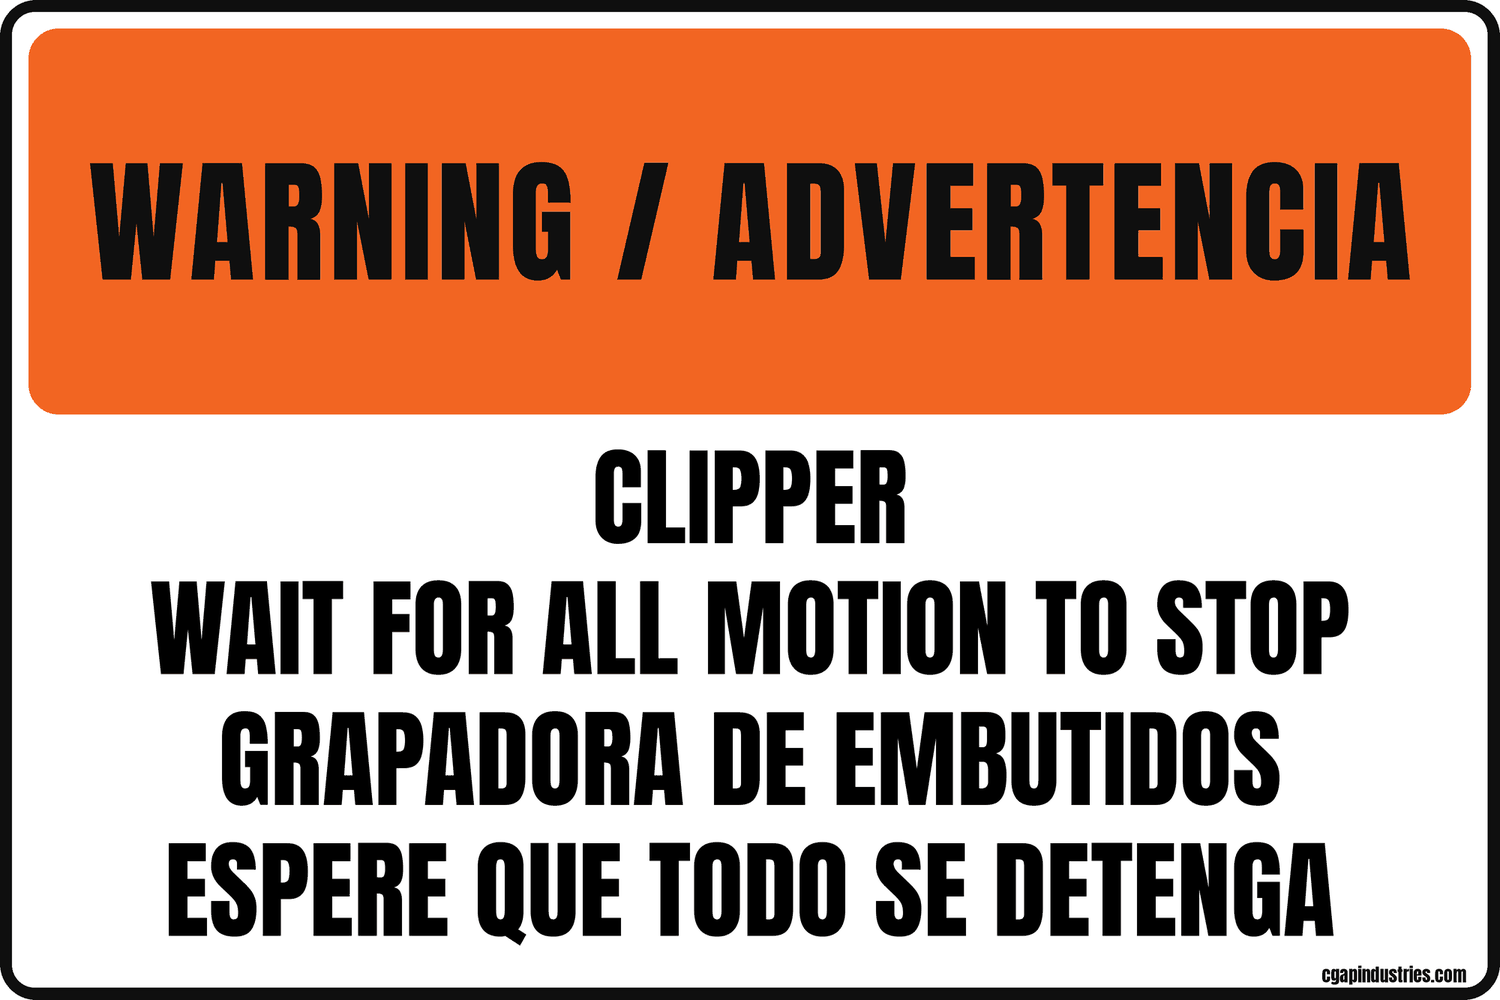 WARNING / ADVERTENCIA
CLIPPER
WAIT FOR ALL MOTION TO STOP
GRAPADORA DE EMBUTIDOS
ESPERE QUE TODO SE DETENGA
cgapindustries.com